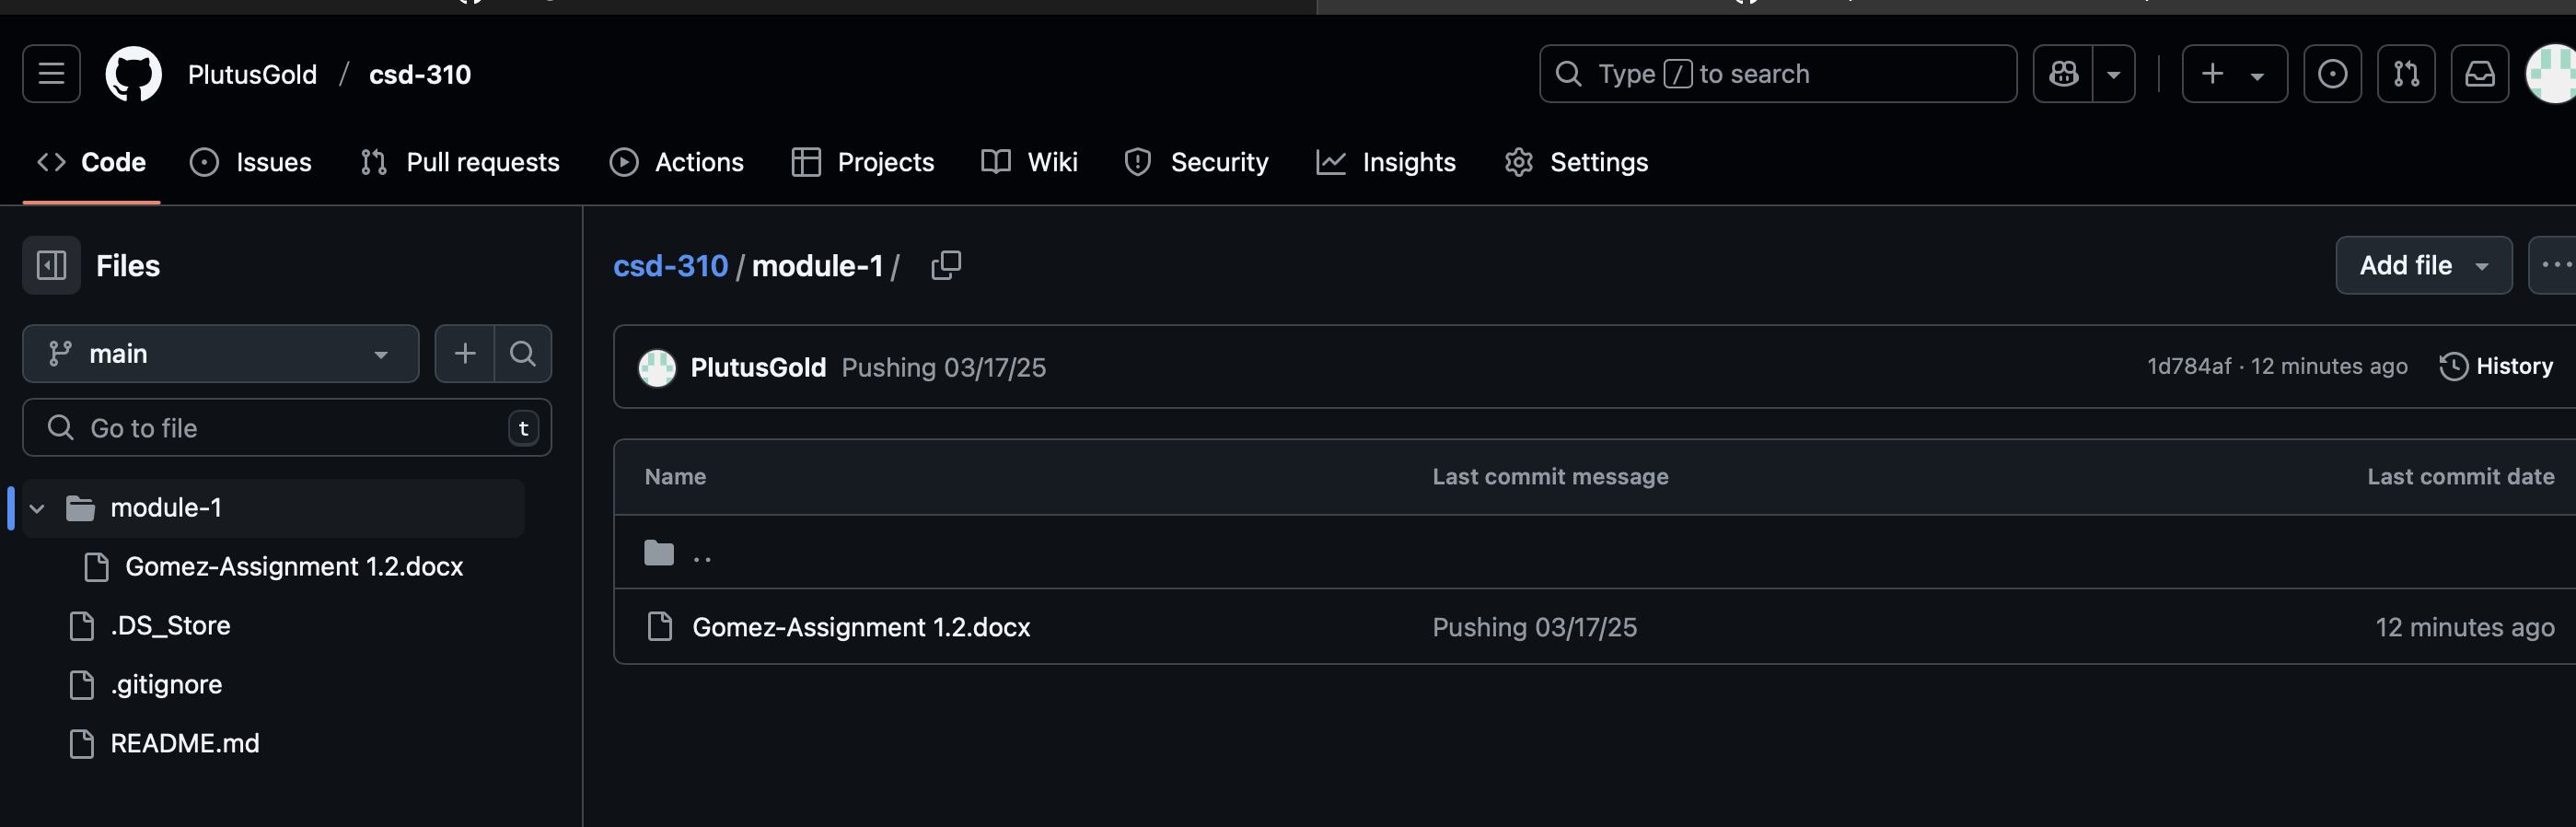 PlutusGold / csd-310
Type / to search
Code Issues Pull requests Actions Projects Wiki Security Insights Settings
Files
main
Go to file t
module-1
Gomez-Assignment 1.2.docx
.DS_Store
.gitignore
README.md
csd-310 / module-1 /
Add file
PlutusGold Pushing 03/17/25 1d784af · 12 minutes ago History
Name Last commit message Last commit date
..
Gomez-Assignment 1.2.docx Pushing 03/17/25 12 minutes ago